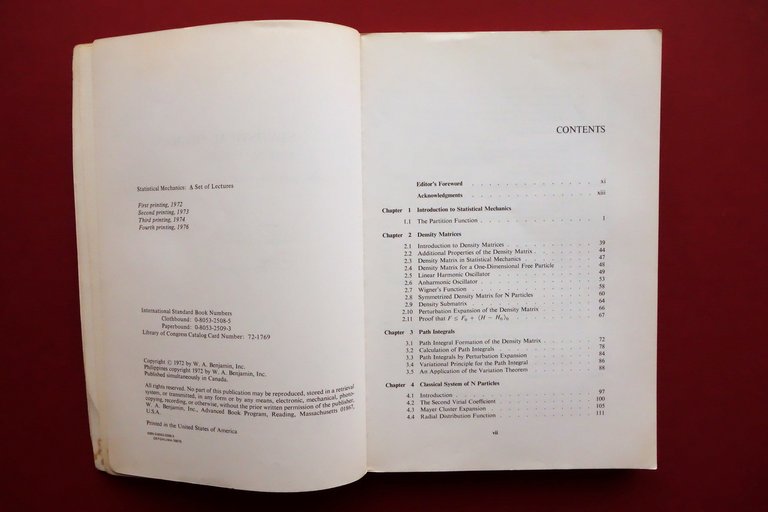 Statistical Mechanics: A Set of Lectures
First printing, 1972
Second printing, 1973
Third printing, 1974
Fourth printing, 1976
International Standard Book Numbers
Clothbound: 0-8053-2508-5
Paperbound: 0-8053-2509-3
Library of Congress Catalog Card Number: 72-1769
Copyright © 1972 by W. A. Benjamin, Inc.
Philippines copyright 1972 by W. A. Benjamin, Inc.
Published simultaneously in Canada.
All rights reserved. No part of this publication may be reproduced, stored in a retrieval
system, or transmitted, in any form or by any means, electronic, mechanical, photo-
copying, recording, or otherwise, without the prior written permission of the publisher,
W. A. Benjamin, Inc., Advanced Book Program, Reading, Massachusetts 01867,
U.S.A.
Printed in the United States of America
CONTENTS
Editor's Foreword . . . . . . . . . . . . xi
Acknowledgments . . . . . . . . . . . . xiii
Chapter 1 Introduction to Statistical Mechanics
1.1 The Partition Function . . . . . . . . . . 1
Chapter 2 Density Matrices
2.1 Introduction to Density Matrices . . . . . . . . 39
2.2 Additional Properties of the Density Matrix . . . . . 44
2.3 Density Matrix in Statistical Mechanics . . . . . . 47
2.4 Density Matrix for a One-Dimensional Free Particle . . . 48
2.5 Linear Harmonic Oscillator . . . . . . . . . 49
2.6 Anharmonic Oscillator . . . . . . . . . . 53
2.7 Wigner's Function . . . . . . . . . . . 58
2.8 Symmetrized Density Matrix for N Particles . . . . . 60
2.9 Density Submatrix . . . . . . . . . . . 64
2.10 Perturbation Expansion of the Density Matrix . . . . . 66
2.11 Proof that F ≤ F₀ + ⟨H − H₀⟩₀ . . . . . . . . 67
Chapter 3 Path Integrals
3.1 Path Integral Formation of the Density Matrix . . . . . 72
3.2 Calculation of Path Integrals . . . . . . . . 78
3.3 Path Integrals by Perturbation Expansion . . . . . . 84
3.4 Variational Principle for the Path Integral . . . . . . 86
3.5 An Application of the Variation Theorem . . . . . . 88
Chapter 4 Classical System of N Particles
4.1 Introduction . . . . . . . . . . . . 97
4.2 The Second Virial Coefficient . . . . . . . . 100
4.3 Mayer Cluster Expansion . . . . . . . . . 105
4.4 Radial Distribution Function . . . . . . . . 111
vii